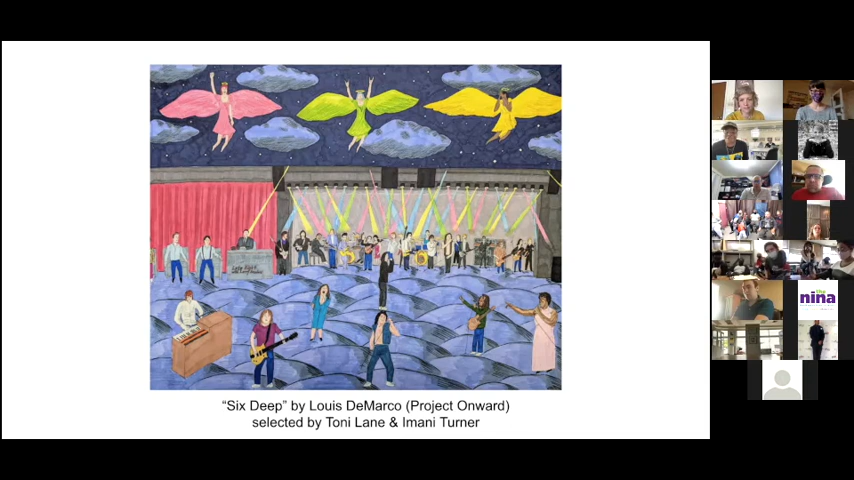 "Six Deep" by Louis DeMarco (Project Onward)
selected by Toni Lane & Imani Turner
the
nina